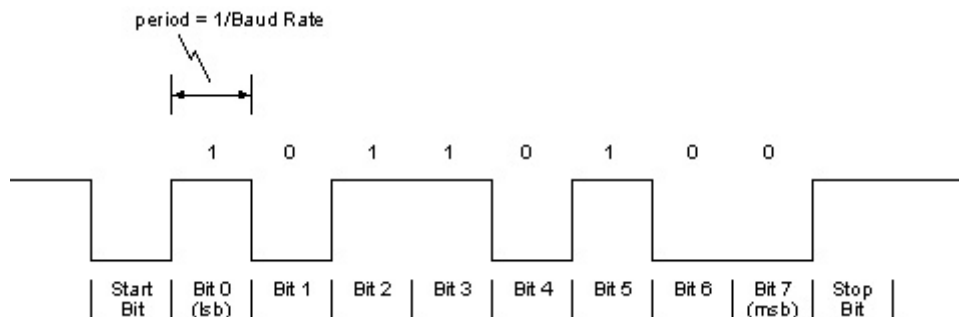 period = 1/Baud Rate
1 0 1 1 0 1 0 0
Start Bit 0 Bit 1 Bit 2 Bit 3 Bit 4 Bit 5 Bit 6 Bit 7 Stop
Bit (lsb) (msb) Bit